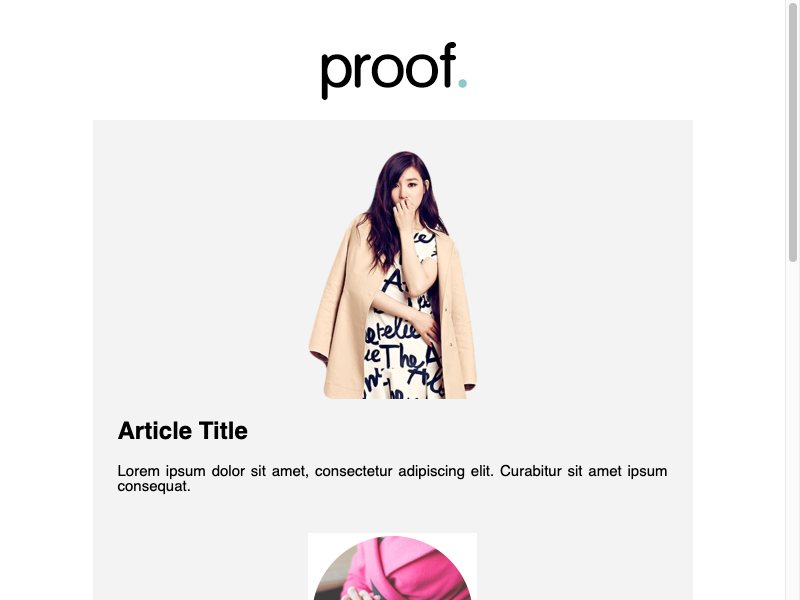 proof.
Article Title
Lorem ipsum dolor sit amet, consectetur adipiscing elit. Curabitur sit amet ipsum
consequat.